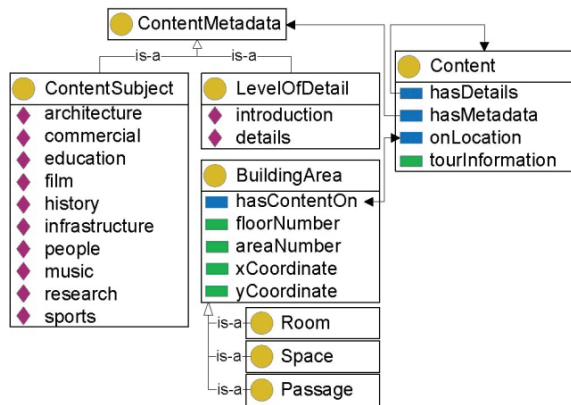 ContentMetadata
is-a
is-a
ContentSubject
architecture
commercial
education
film
history
infrastructure
people
music
research
sports
LevelOfDetail
introduction
details
BuildingArea
hasContentOn
floorNumber
areaNumber
xCoordinate
yCoordinate
is-a
Room
is-a
Space
is-a
Passage
Content
hasDetails
hasMetadata
onLocation
tourInformation